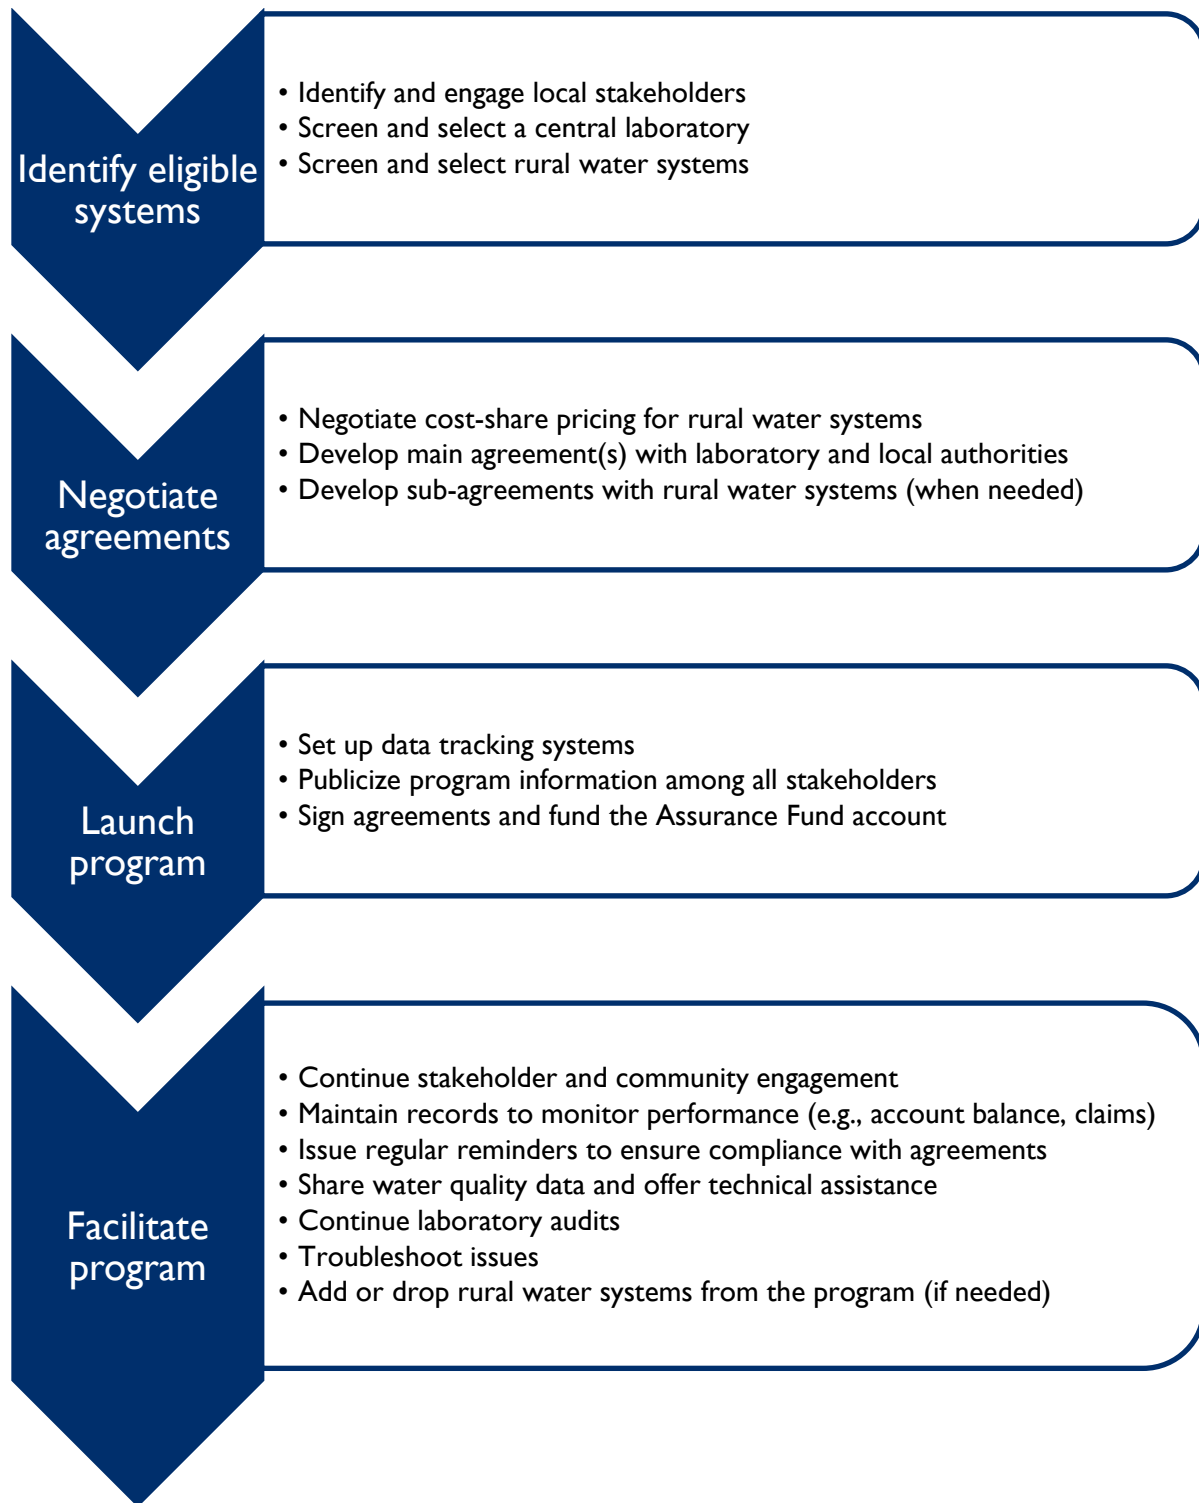 Identify eligible
systems
• Identify and engage local stakeholders
• Screen and select a central laboratory
• Screen and select rural water systems
Negotiate
agreements
• Negotiate cost-share pricing for rural water systems
• Develop main agreement(s) with laboratory and local authorities
• Develop sub-agreements with rural water systems (when needed)
Launch
program
• Set up data tracking systems
• Publicize program information among all stakeholders
• Sign agreements and fund the Assurance Fund account
Facilitate
program
• Continue stakeholder and community engagement
• Maintain records to monitor performance (e.g., account balance, claims)
• Issue regular reminders to ensure compliance with agreements
• Share water quality data and offer technical assistance
• Continue laboratory audits
• Troubleshoot issues
• Add or drop rural water systems from the program (if needed)